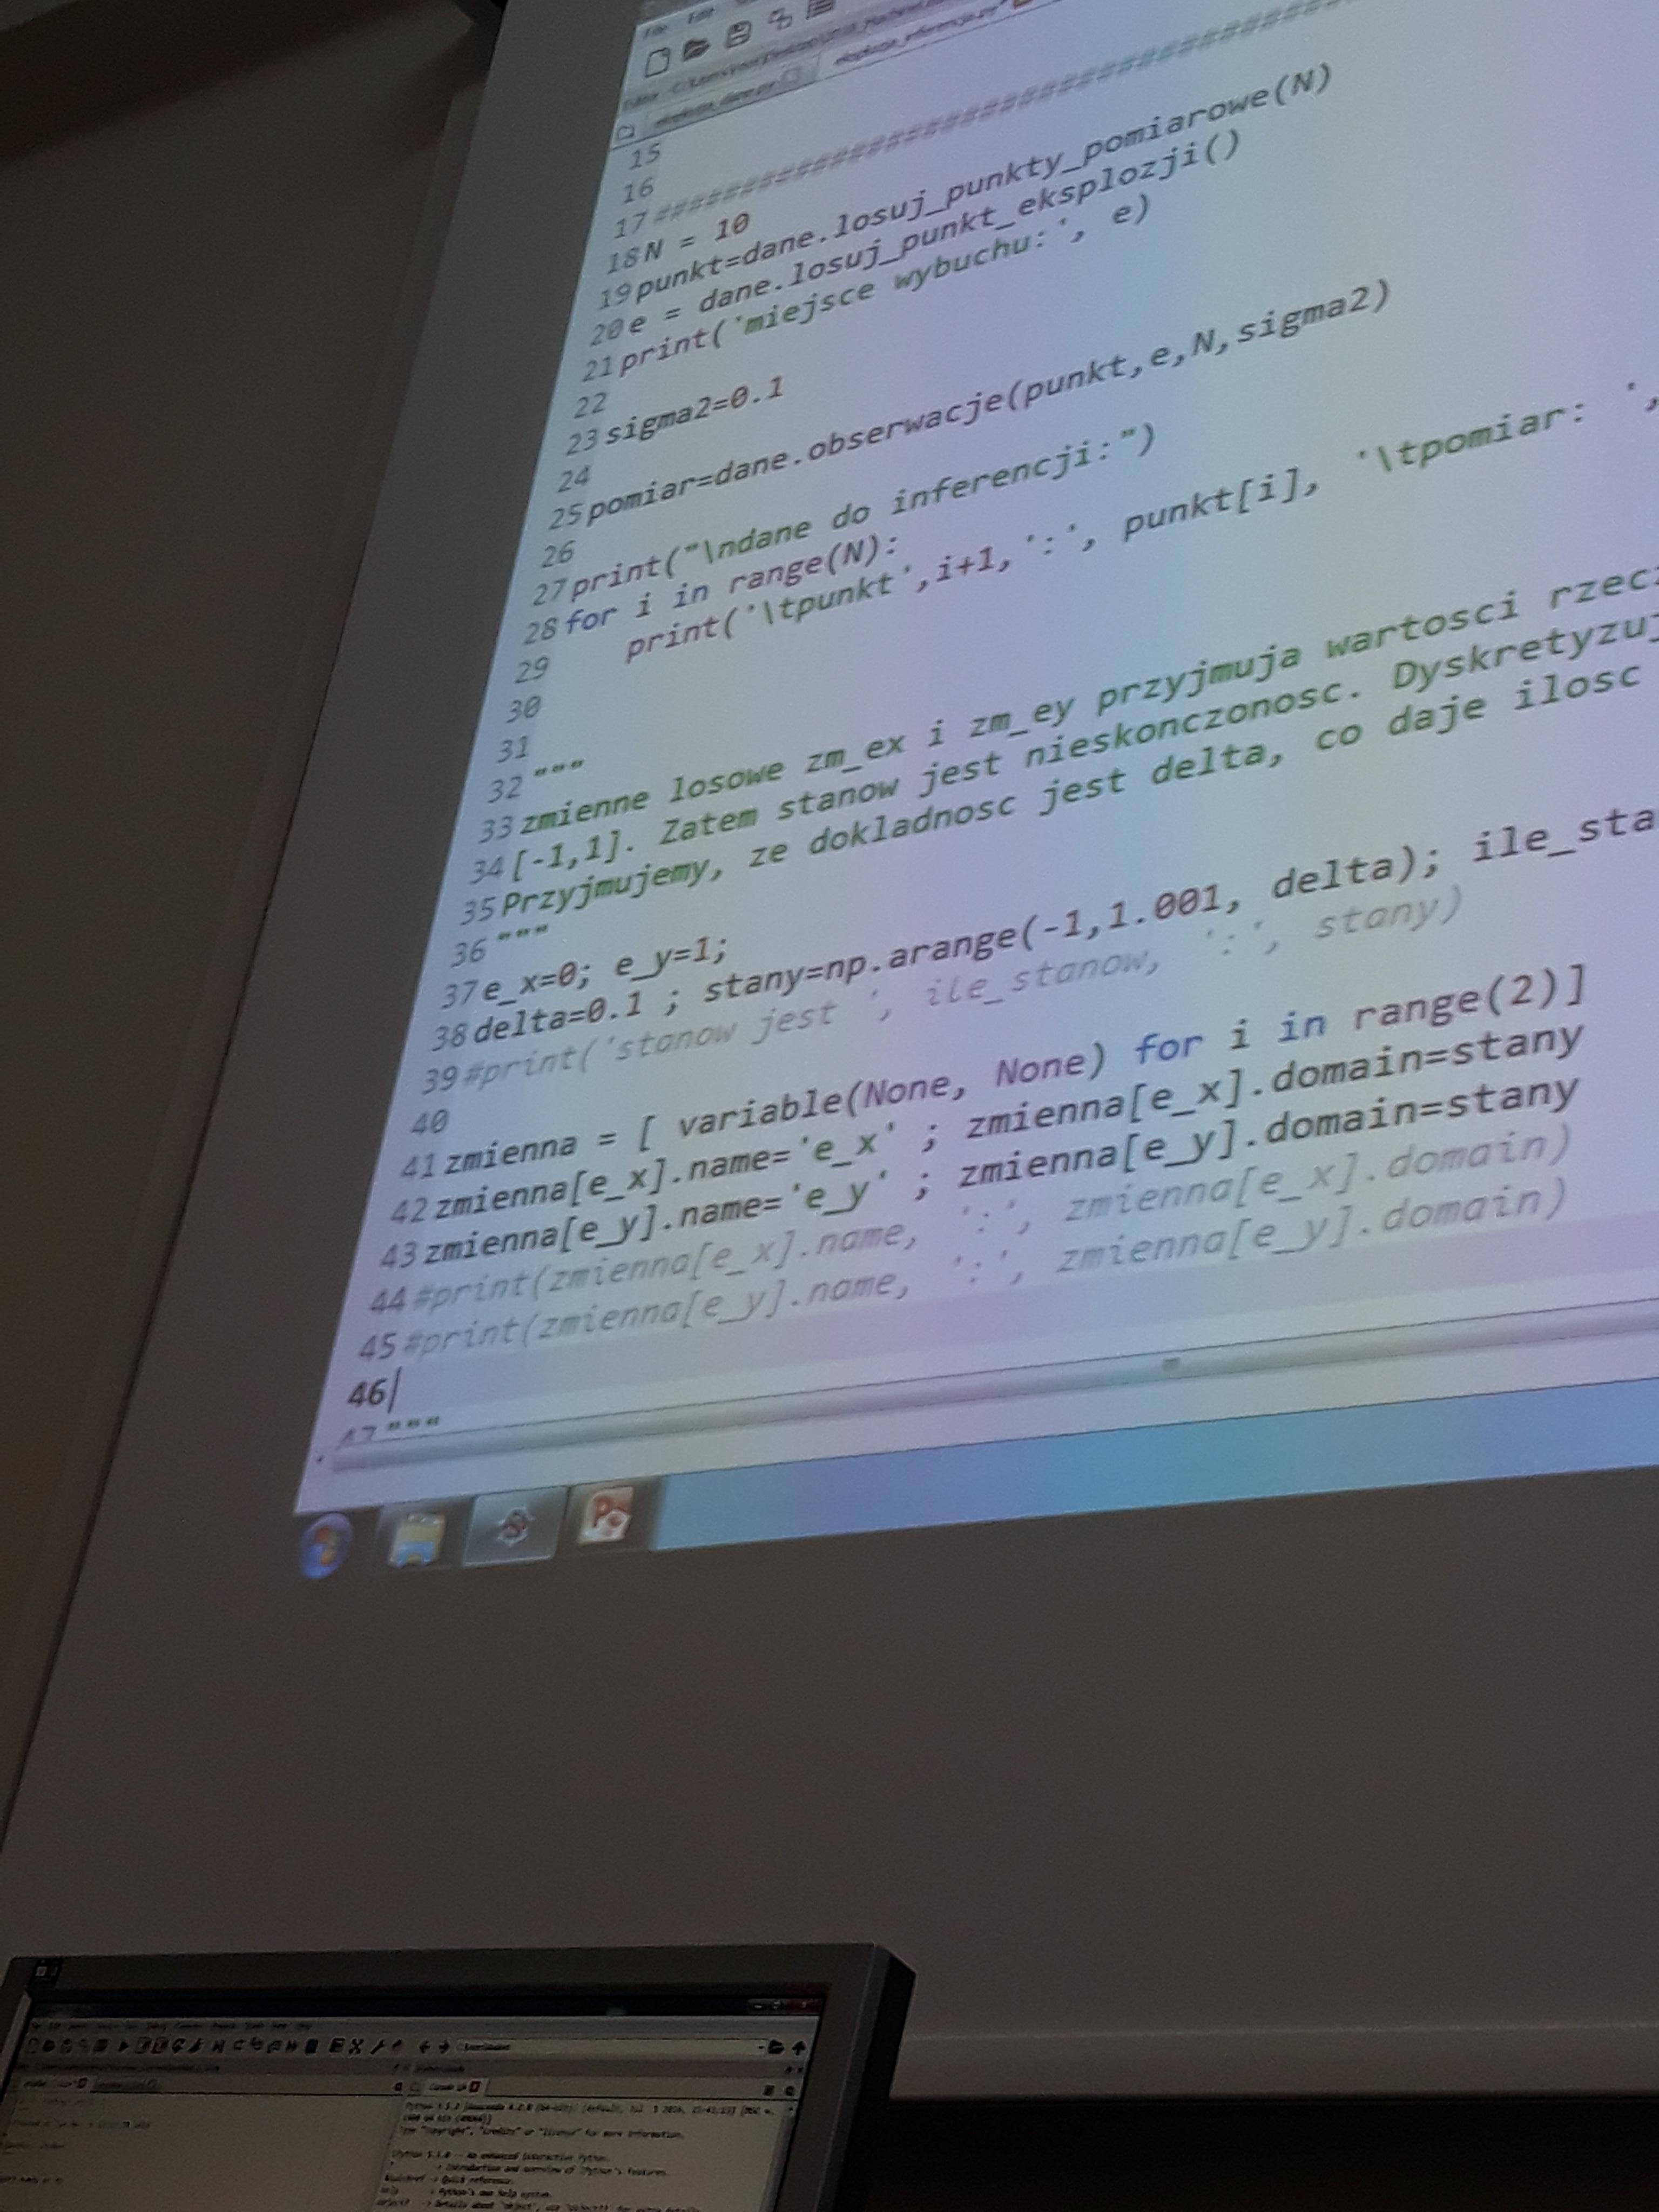 File Edit
15
16
17 ############################################
18 N = 10
19 punkt=dane.losuj_punkty_pomiarowe(N)
20 e = dane.losuj_punkt_eksplozji()
21 print('miejsce wybuchu:', e)
22
23 sigma2=0.1
24
25 pomiar=dane.obserwacje(punkt,e,N,sigma2)
26
27 print("\ndane do inferencji:")
28 for i in range(N):
29 print('\tpunkt',i+1,':', punkt[i], '\tpomiar: ',
30
31
32 """
33 zmienne losowe zm_ex i zm_ey przyjmuja wartosci
34 [-1,1]. Zatem stanow jest nieskonczonosc.
35 Przyjmujemy, ze dokladnosc jest delta, co daje ilosc
36 """
37 e_x=0; e_y=1;
38 delta=0.1 ; stany=np.arange(-1,1.001, delta); ile_sta
39 #print('stanow jest ', ile_stanow, ':', stany)
40
41 zmienna = [ variable(None, None) for i in range(2)]
42 zmienna[e_x].name='e_x' ; zmienna[e_x].domain=stany
43 zmienna[e_y].name='e_y' ; zmienna[e_y].domain=stany
44 #print(zmienna[e_x].name, ':', zmienna[e_x].domain)
45 #print(zmienna[e_y].name, ':', zmienna[e_y].domain)
46
47 """